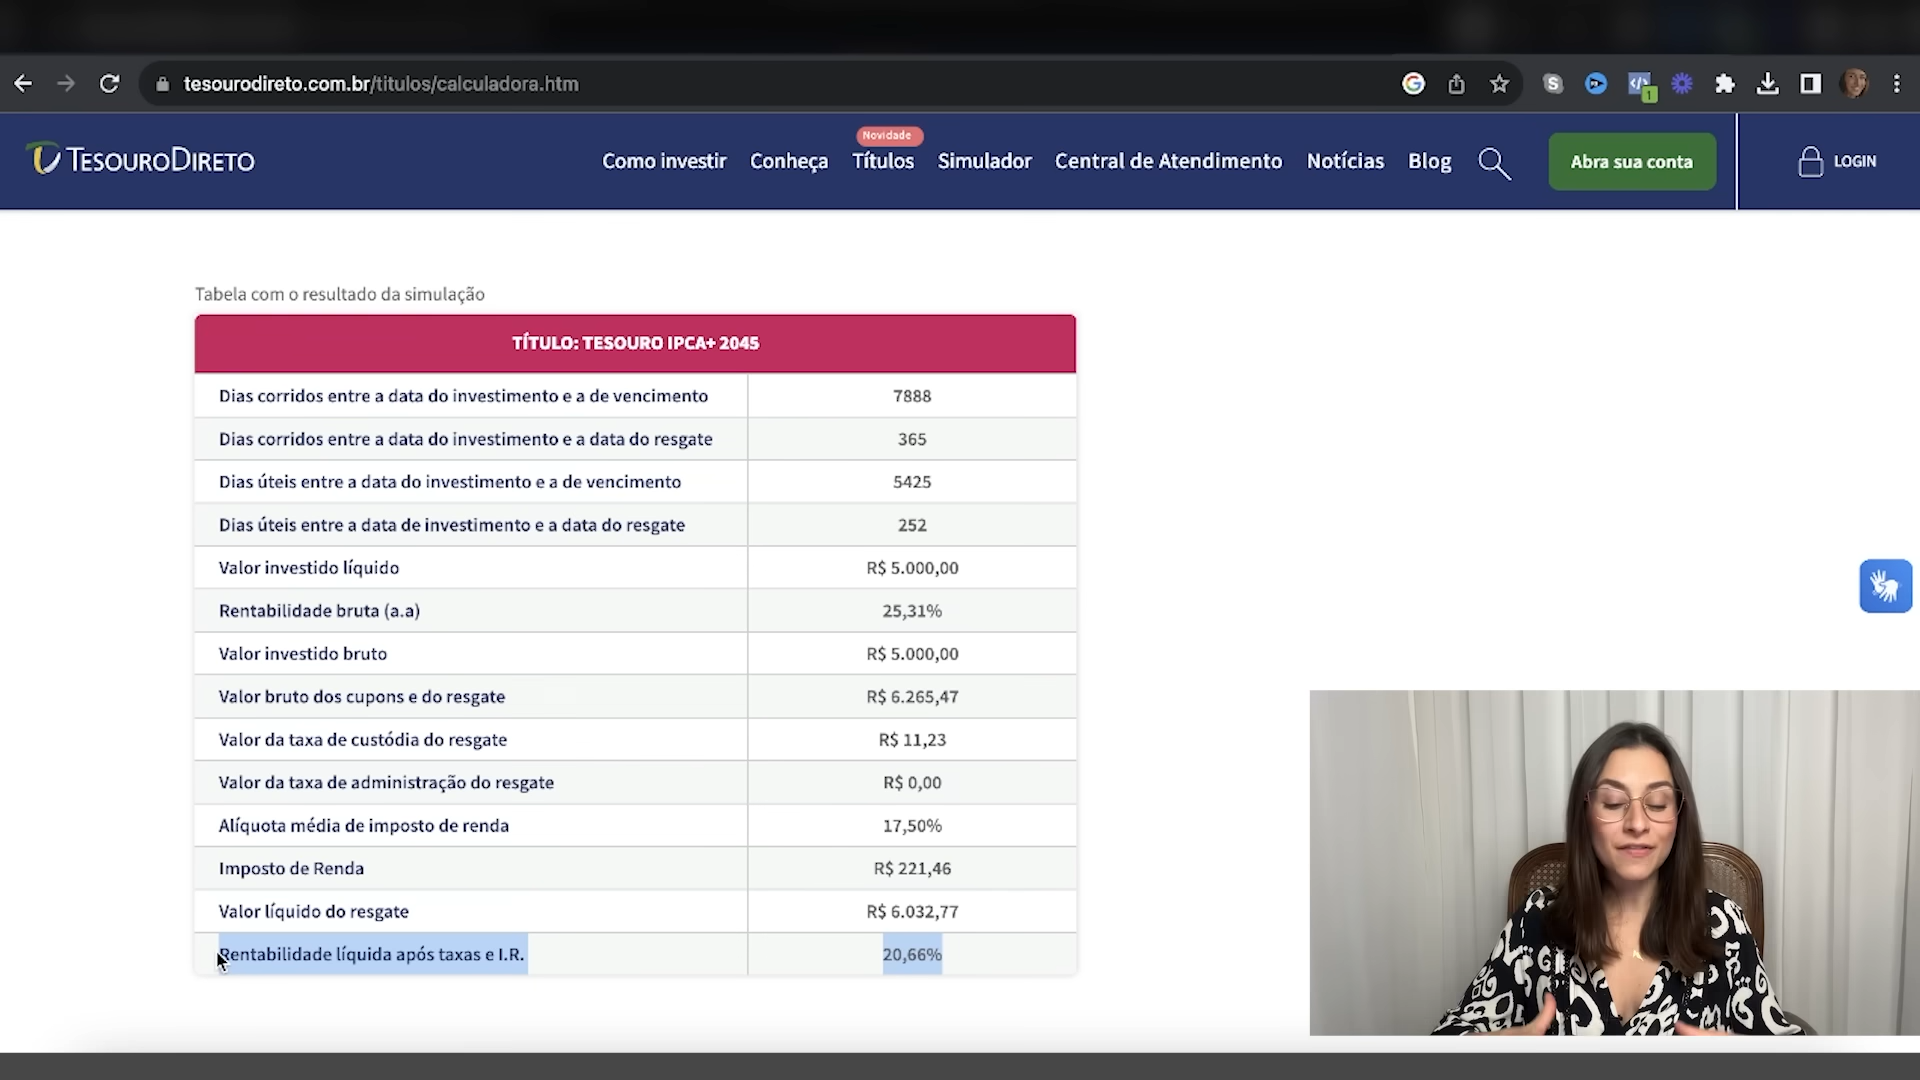 tesourodireto.com.br/titulos/calculadora.htm
1
TESOURODIRETO
Novidade
Como investir Conheça Títulos Simulador Central de Atendimento Notícias Blog Abra sua conta LOGIN
Tabela com o resultado da simulação
TÍTULO: TESOURO IPCA+ 2045
Dias corridos entre a data do investimento e a de vencimento 7888
Dias corridos entre a data do investimento e a data do resgate 365
Dias úteis entre a data do investimento e a de vencimento 5425
Dias úteis entre a data de investimento e a data do resgate 252
Valor investido líquido R$ 5.000,00
Rentabilidade bruta (a.a) 25,31%
Valor investido bruto R$ 5.000,00
Valor bruto dos cupons e do resgate R$ 6.265,47
Valor da taxa de custódia do resgate R$ 11,23
Valor da taxa de administração do resgate R$ 0,00
Alíquota média de imposto de renda 17,50%
Imposto de Renda R$ 221,46
Valor líquido do resgate R$ 6.032,77
Rentabilidade líquida após taxas e I.R. 20,66%